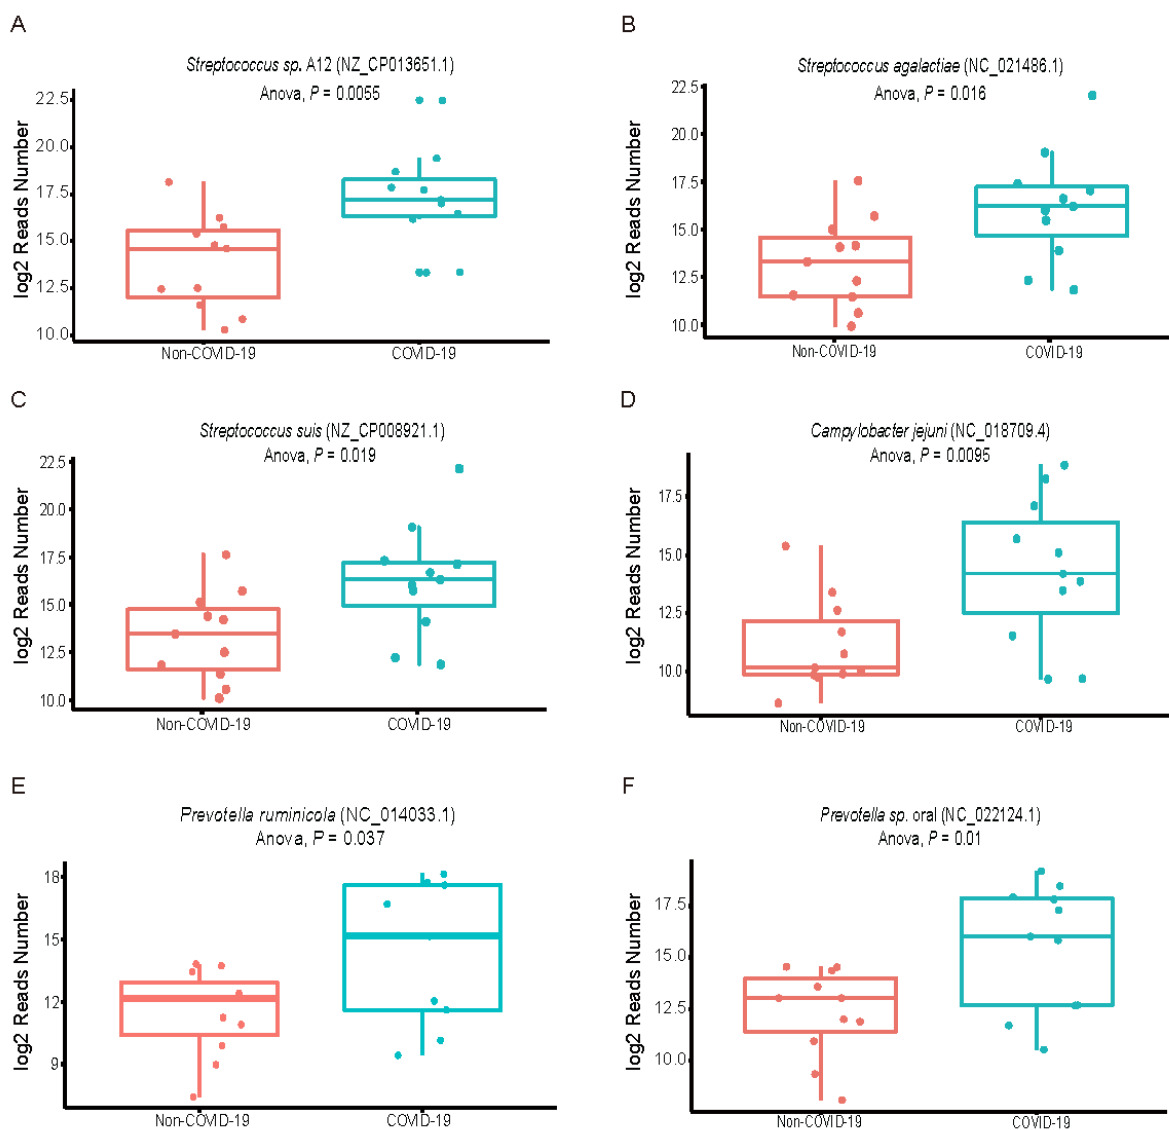 A
Streptococcus sp. A12 (NZ_CP013651.1)
Anova, P = 0.0055
log2 Reads Number
22.5
20.0
17.5
15.0
12.5
10.0
Non-COVID-19
COVID-19
B
Streptococcus agalactiae (NC_021486.1)
Anova, P = 0.016
log2 Reads Number
22.5
20.0
17.5
15.0
12.5
10.0
Non-COVID-19
COVID-19
C
Streptococcus suis (NZ_CP008921.1)
Anova, P = 0.019
log2 Reads Number
22.5
20.0
17.5
15.0
12.5
10.0
Non-COVID-19
COVID-19
D
Campylobacter jejuni (NC_018709.4)
Anova, P = 0.0095
log2 Reads Number
17.5
15.0
12.5
10.0
Non-COVID-19
COVID-19
E
Prevotella ruminicola (NC_014033.1)
Anova, P = 0.037
log2 Reads Number
18
15
12
9
Non-COVID-19
COVID-19
F
Prevotella sp. oral (NC_022124.1)
Anova, P = 0.01
log2 Reads Number
17.5
15.0
12.5
10.0
Non-COVID-19
COVID-19